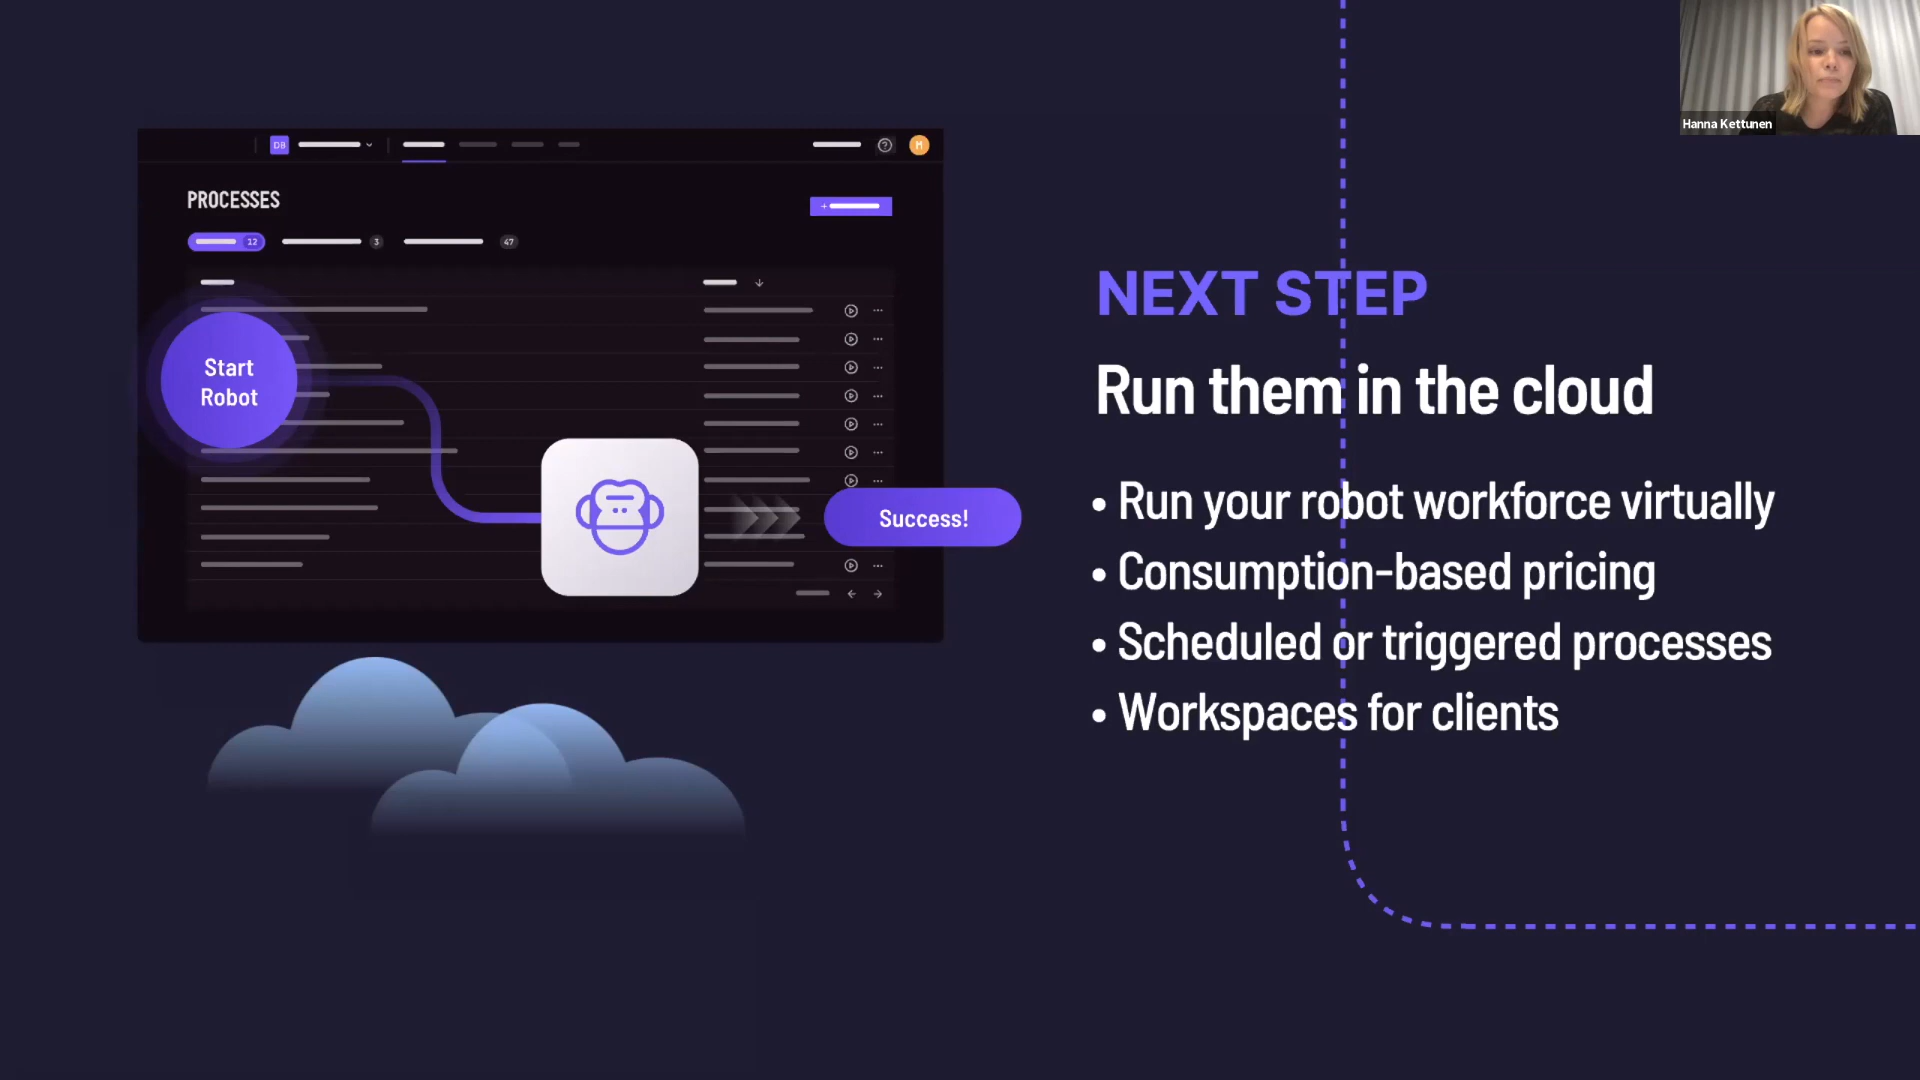 Hanna Kettunen
DB
?
M
PROCESSES
+
12
3
47
Start
Robot
Success!
NEXT STEP
Run them in the cloud
• Run your robot workforce virtually
• Consumption-based pricing
• Scheduled or triggered processes
• Workspaces for clients